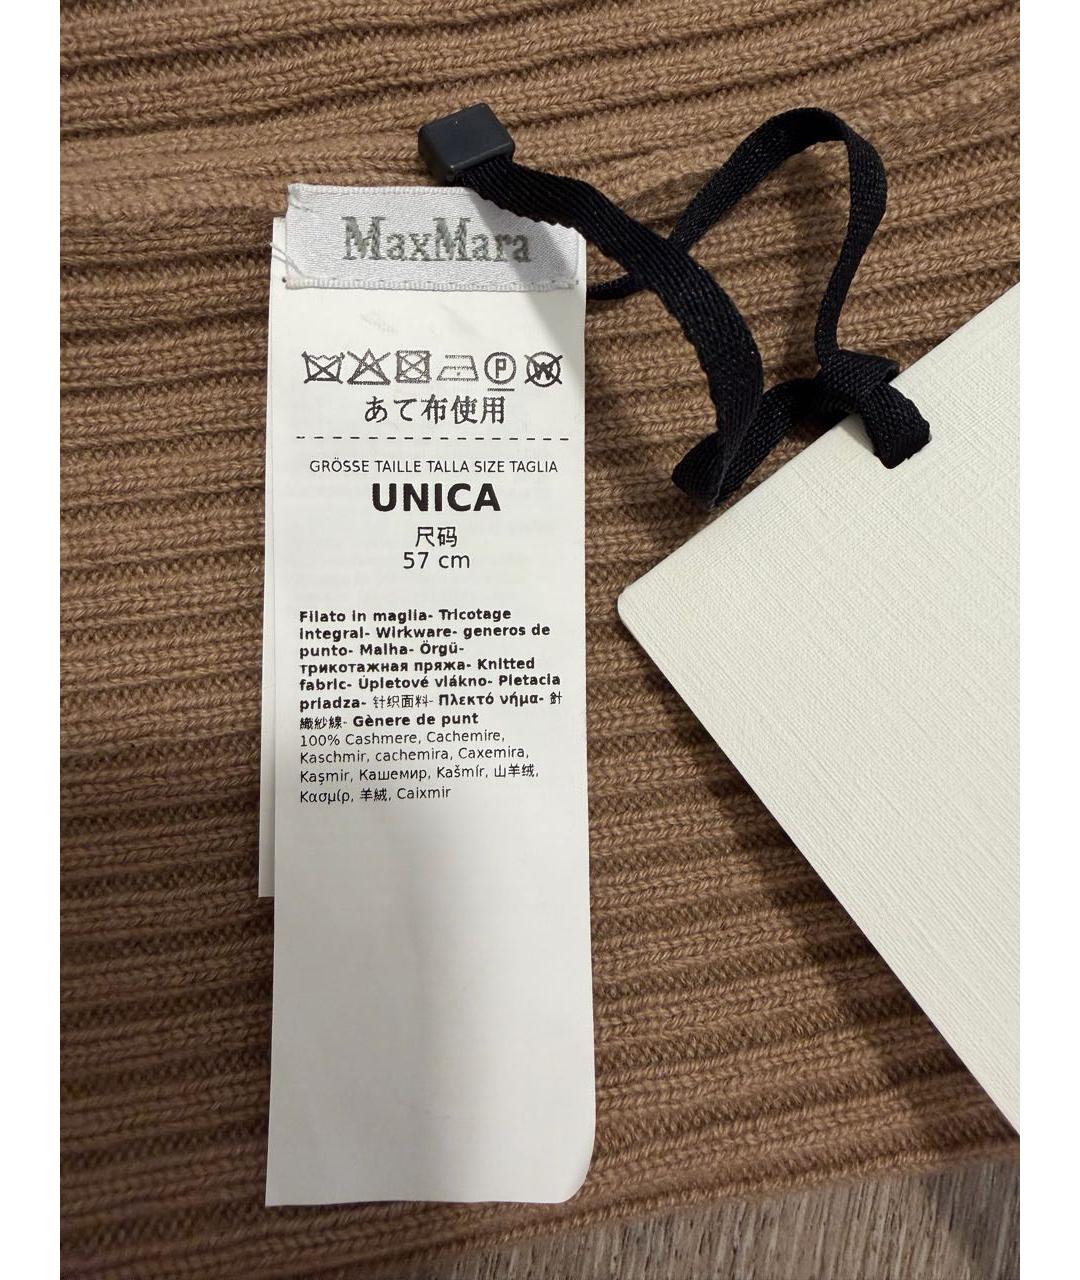 MaxMara
P W
あて布使用
GRÖSSE TAILLE TALLA SIZE TAGLIA
UNICA
尺码
57 cm
Filato in maglia- Tricotage
integral- Wirkware- generos de
punto- Malha- Örgü-
трикотажная пряжа- Knitted
fabric- Úpletové vlákno- Pletacia
priadza- 针织面料- Πλεκτό νήμα- 針
織紗線- Gènere de punt
100% Cashmere, Cachemire,
Kaschmir, cachemira, Caxemira,
Kaşmir, Кашемир, Kašmír, 山羊绒,
Κασμίρ, 羊絨, Caixmir